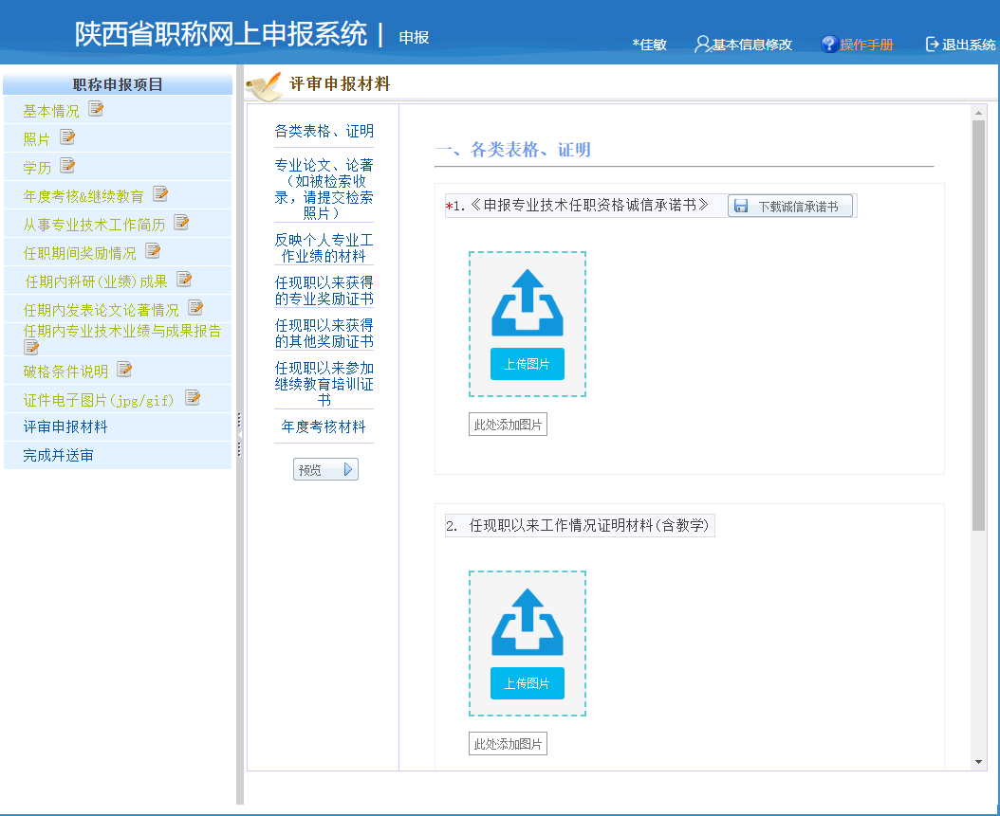 陕西省职称网上申报系统 | 申报
*佳敏
基本信息修改
操作手册
退出系统
职称申报项目
基本情况
照片
学历
年度考核&继续教育
从事专业技术工作简历
任职期间奖励情况
任期内科研(业绩)成果
任期内发表论文论著情况
任期内专业技术业绩与成果报告
破格条件说明
证件电子图片(jpg/gif)
评审申报材料
完成并送审
评审申报材料
各类表格、证明
专业论文、论著
（如被检索收
录，请提交检索
照片）
反映个人专业工
作业绩的材料
任现职以来获得
的专业奖励证书
任现职以来获得
的其他奖励证书
任现职以来参加
继续教育培训证
书
年度考核材料
预览
一、各类表格、证明
*1.《申报专业技术任职资格诚信承诺书》
下载诚信承诺书
上传图片
此处添加图片
2. 任现职以来工作情况证明材料(含教学)
上传图片
此处添加图片